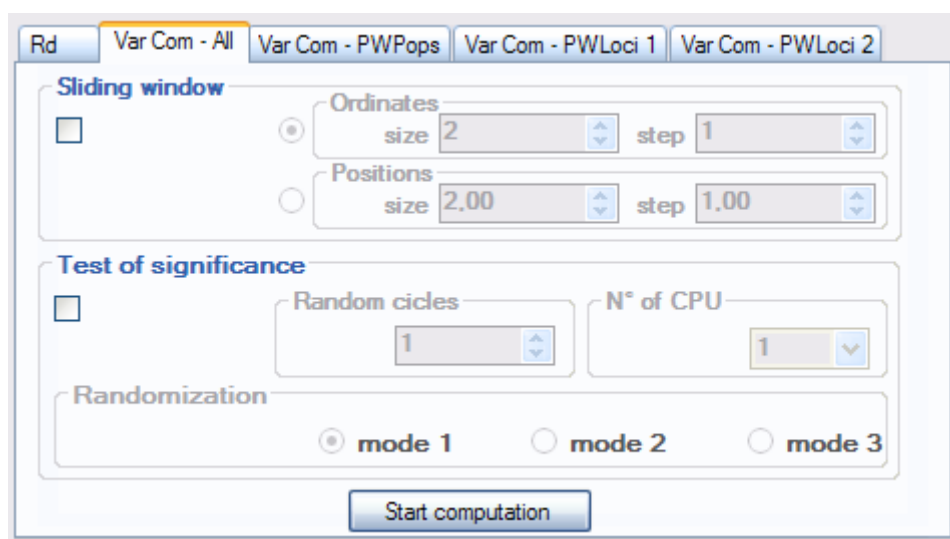 Rd Var Com - All Var Com - PWPops Var Com - PWLoci 1 Var Com - PWLoci 2
Sliding window
Ordinates
size 2 step 1
Positions
size 2,00 step 1,00
Test of significance
Random cicles N° of CPU
1 1
Randomization
mode 1 mode 2 mode 3
Start computation